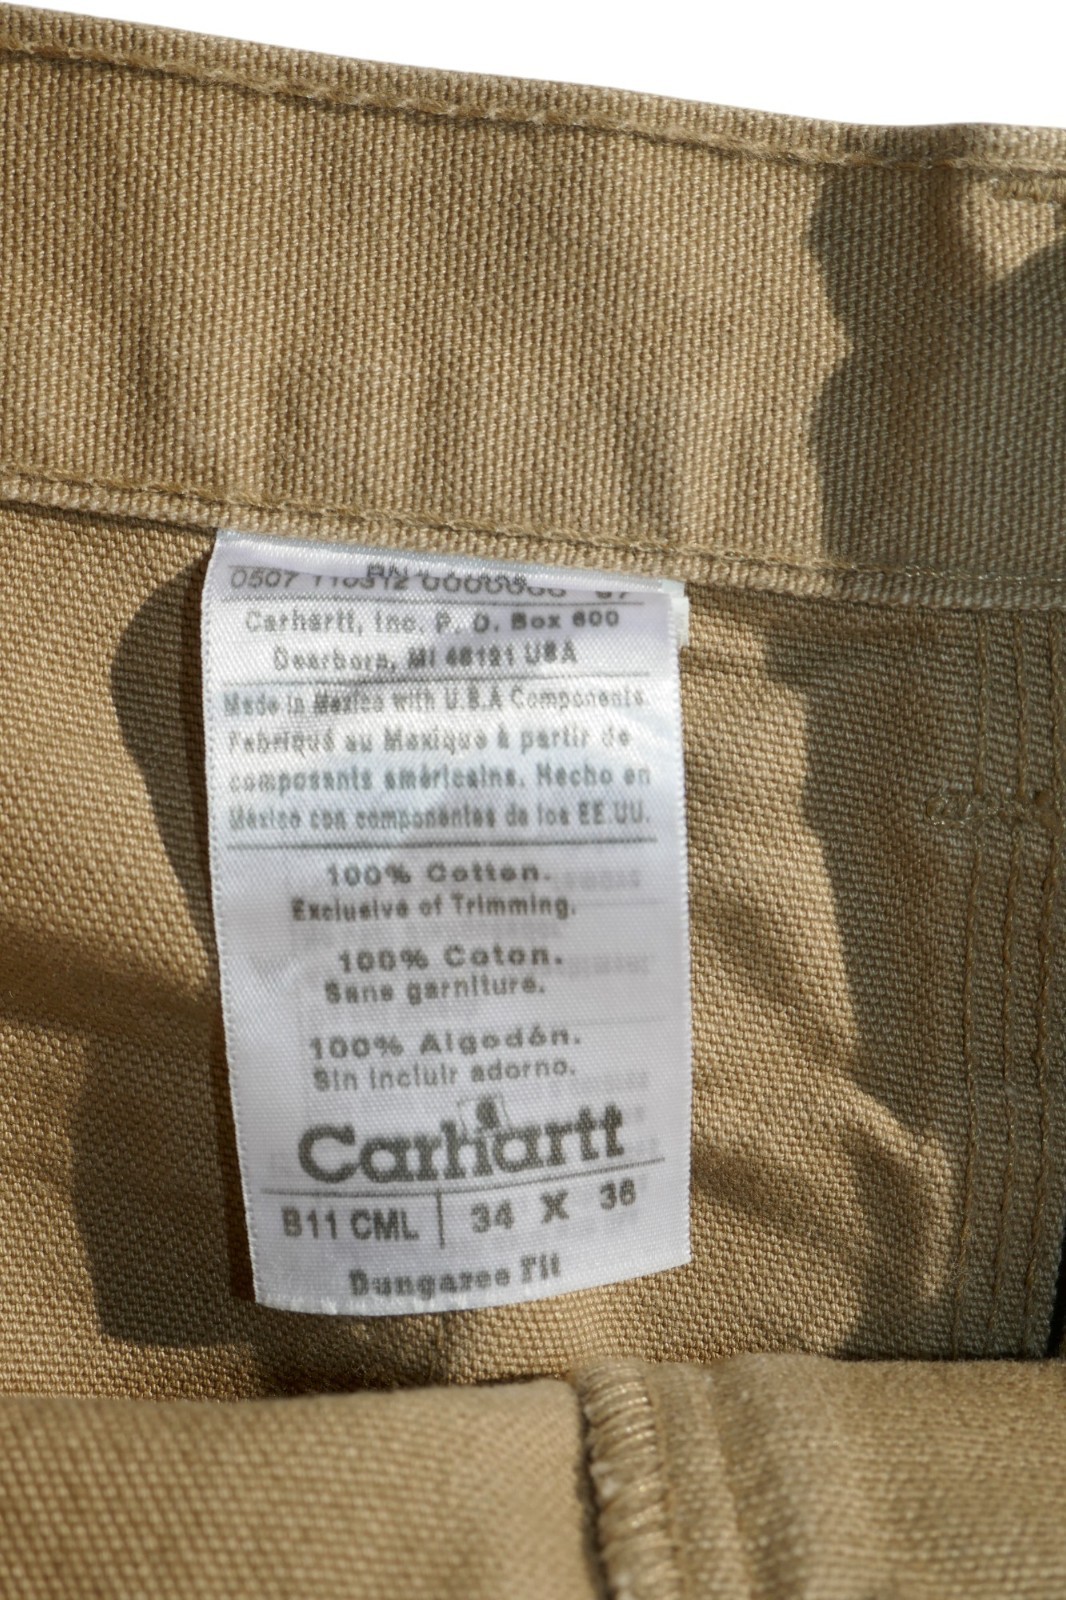 0507 110312
Carhartt, Inc. P. O. Box 600
Dearborn, MI 48121 USA
Made in Mexico with U.S.A Components.
Fabriqué au Mexique à partir de
composants américains. Hecho en
México con componentes de los EE.UU.
100% Cotton.
Exclusive of Trimming.
100% Coton.
Sans garniture.
100% Algodón.
Sin incluir adorno.
Carhartt
B11 CML 34 X 36
Dungaree Fit